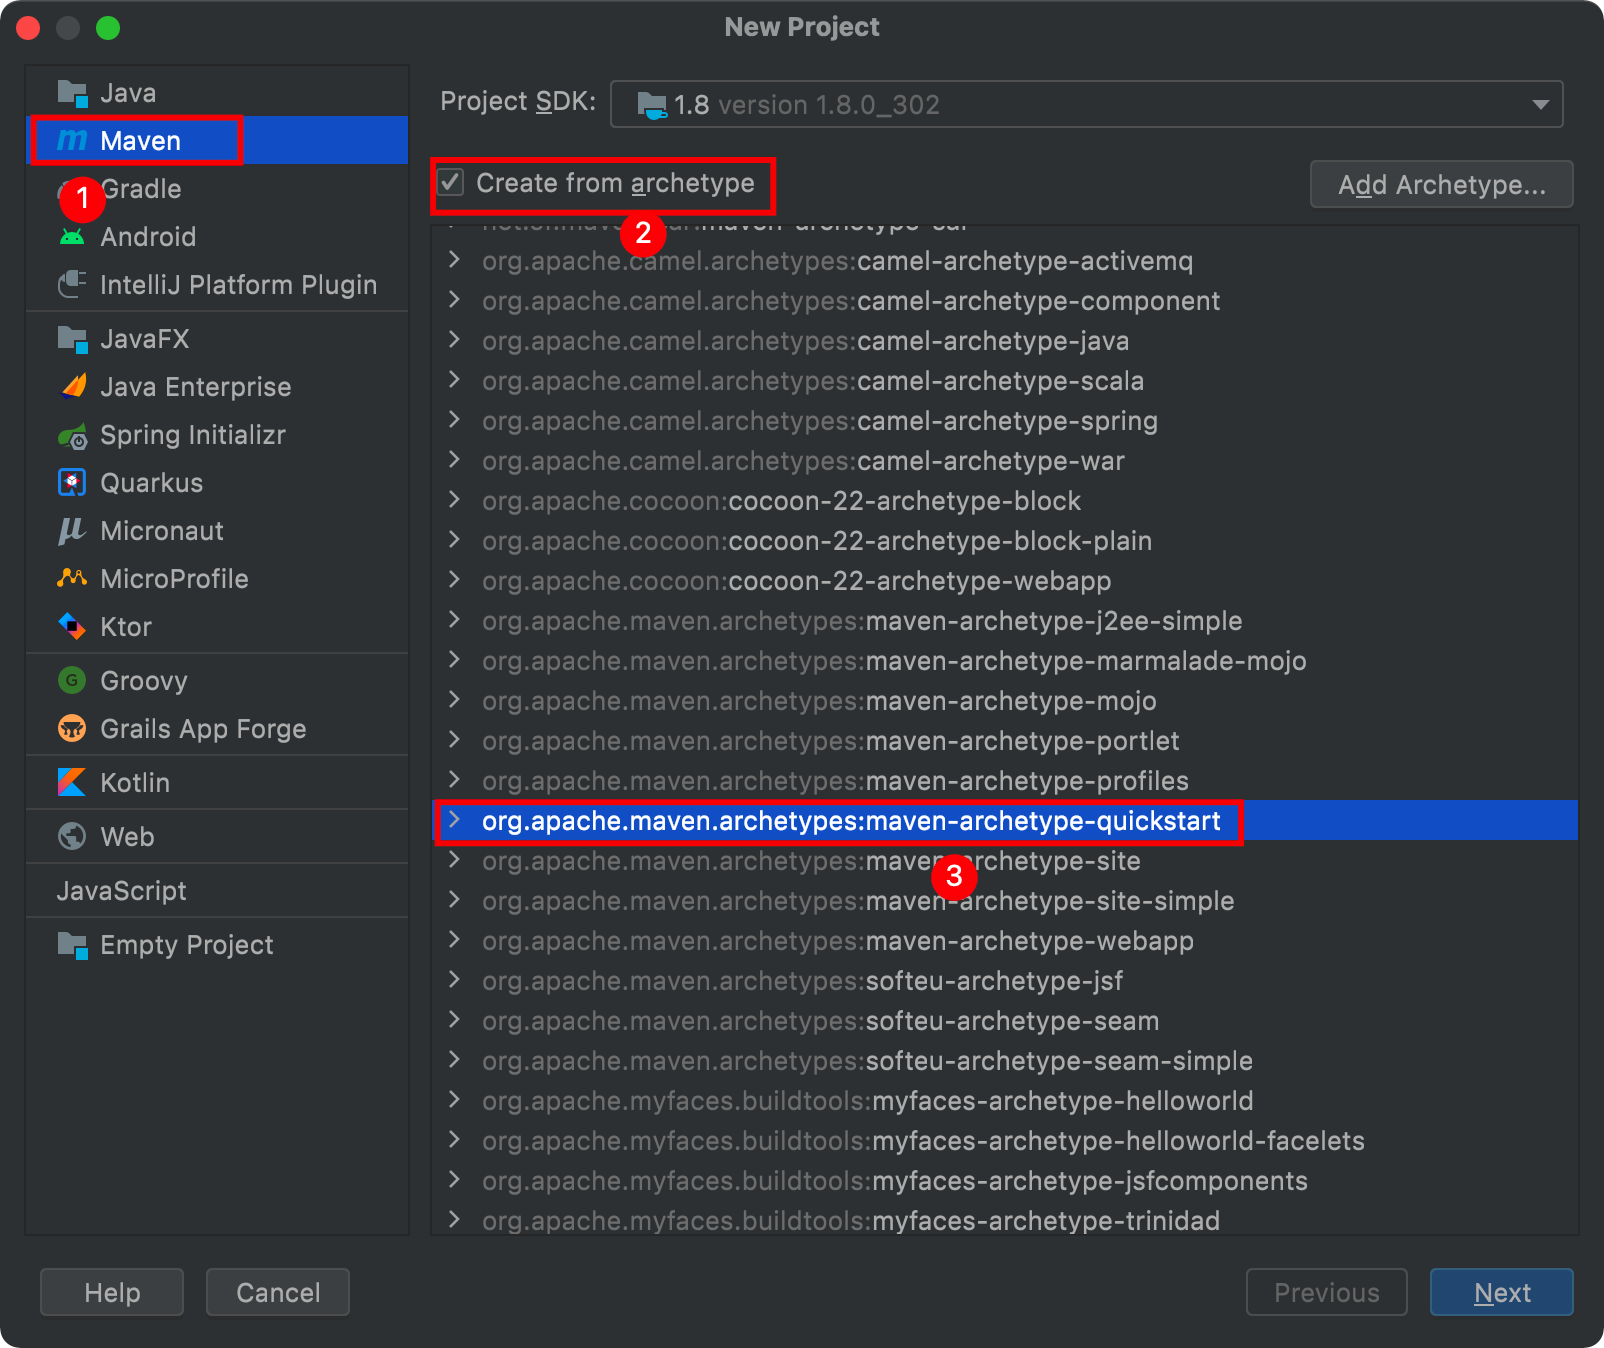 New Project
Java
Maven
1
Gradle
Android
IntelliJ Platform Plugin
JavaFX
Java Enterprise
Spring Initializr
Quarkus
Micronaut
MicroProfile
Ktor
Groovy
Grails App Forge
Kotlin
Web
JavaScript
Empty Project
Project SDK: 1.8 version 1.8.0_302
Create from archetype
Add Archetype...
2
org.apache.camel.archetypes:camel-archetype-activemq
org.apache.camel.archetypes:camel-archetype-component
org.apache.camel.archetypes:camel-archetype-java
org.apache.camel.archetypes:camel-archetype-scala
org.apache.camel.archetypes:camel-archetype-spring
org.apache.camel.archetypes:camel-archetype-war
org.apache.cocoon:cocoon-22-archetype-block
org.apache.cocoon:cocoon-22-archetype-block-plain
org.apache.cocoon:cocoon-22-archetype-webapp
org.apache.maven.archetypes:maven-archetype-j2ee-simple
org.apache.maven.archetypes:maven-archetype-marmalade-mojo
org.apache.maven.archetypes:maven-archetype-mojo
org.apache.maven.archetypes:maven-archetype-portlet
org.apache.maven.archetypes:maven-archetype-profiles
org.apache.maven.archetypes:maven-archetype-quickstart
org.apache.maven.archetypes:maven-archetype-site
3
org.apache.maven.archetypes:maven-archetype-site-simple
org.apache.maven.archetypes:maven-archetype-webapp
org.apache.maven.archetypes:softeu-archetype-jsf
org.apache.maven.archetypes:softeu-archetype-seam
org.apache.maven.archetypes:softeu-archetype-seam-simple
org.apache.myfaces.buildtools:myfaces-archetype-helloworld
org.apache.myfaces.buildtools:myfaces-archetype-helloworld-facelets
org.apache.myfaces.buildtools:myfaces-archetype-jsfcomponents
org.apache.myfaces.buildtools:myfaces-archetype-trinidad
Help
Cancel
Previous
Next